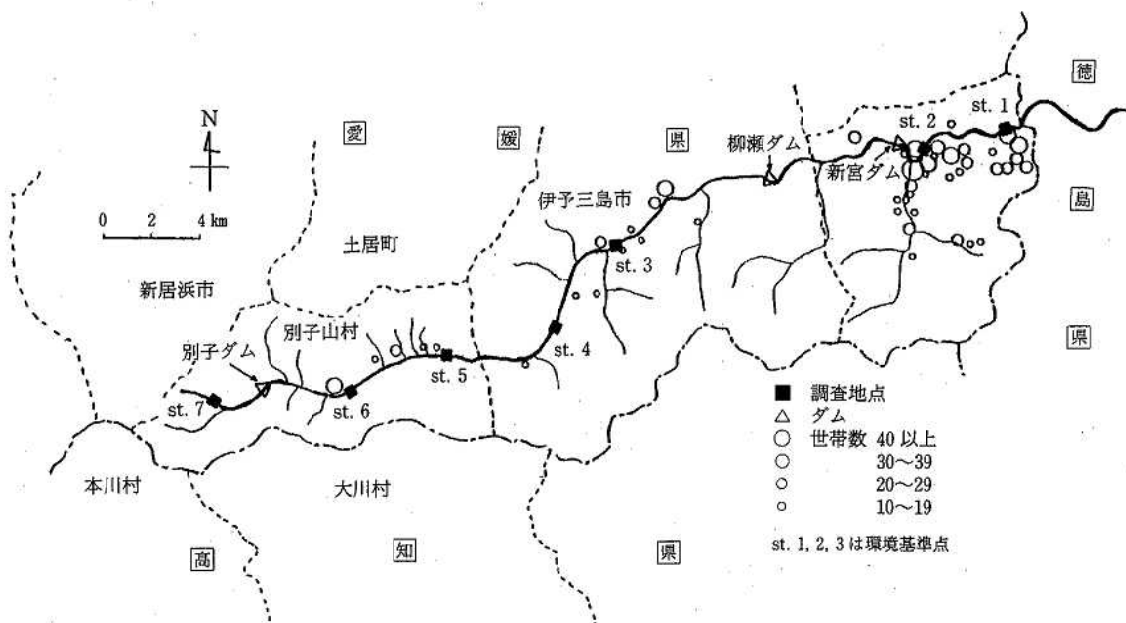 徳
島
県
愛
媛
県
高
知
県
N
0 2 4 km
新居浜市
土居町
伊予三島市
別子山村
本川村
大川村
別子ダム
柳瀬ダム
新宮ダム
st. 1
st. 2
st. 3
st. 4
st. 5
st. 6
st. 7
■ 調査地点
△ ダム
○ 世帯数 40 以上
○ 30〜39
○ 20〜29
○ 10〜19
st. 1, 2, 3 は環境基準点